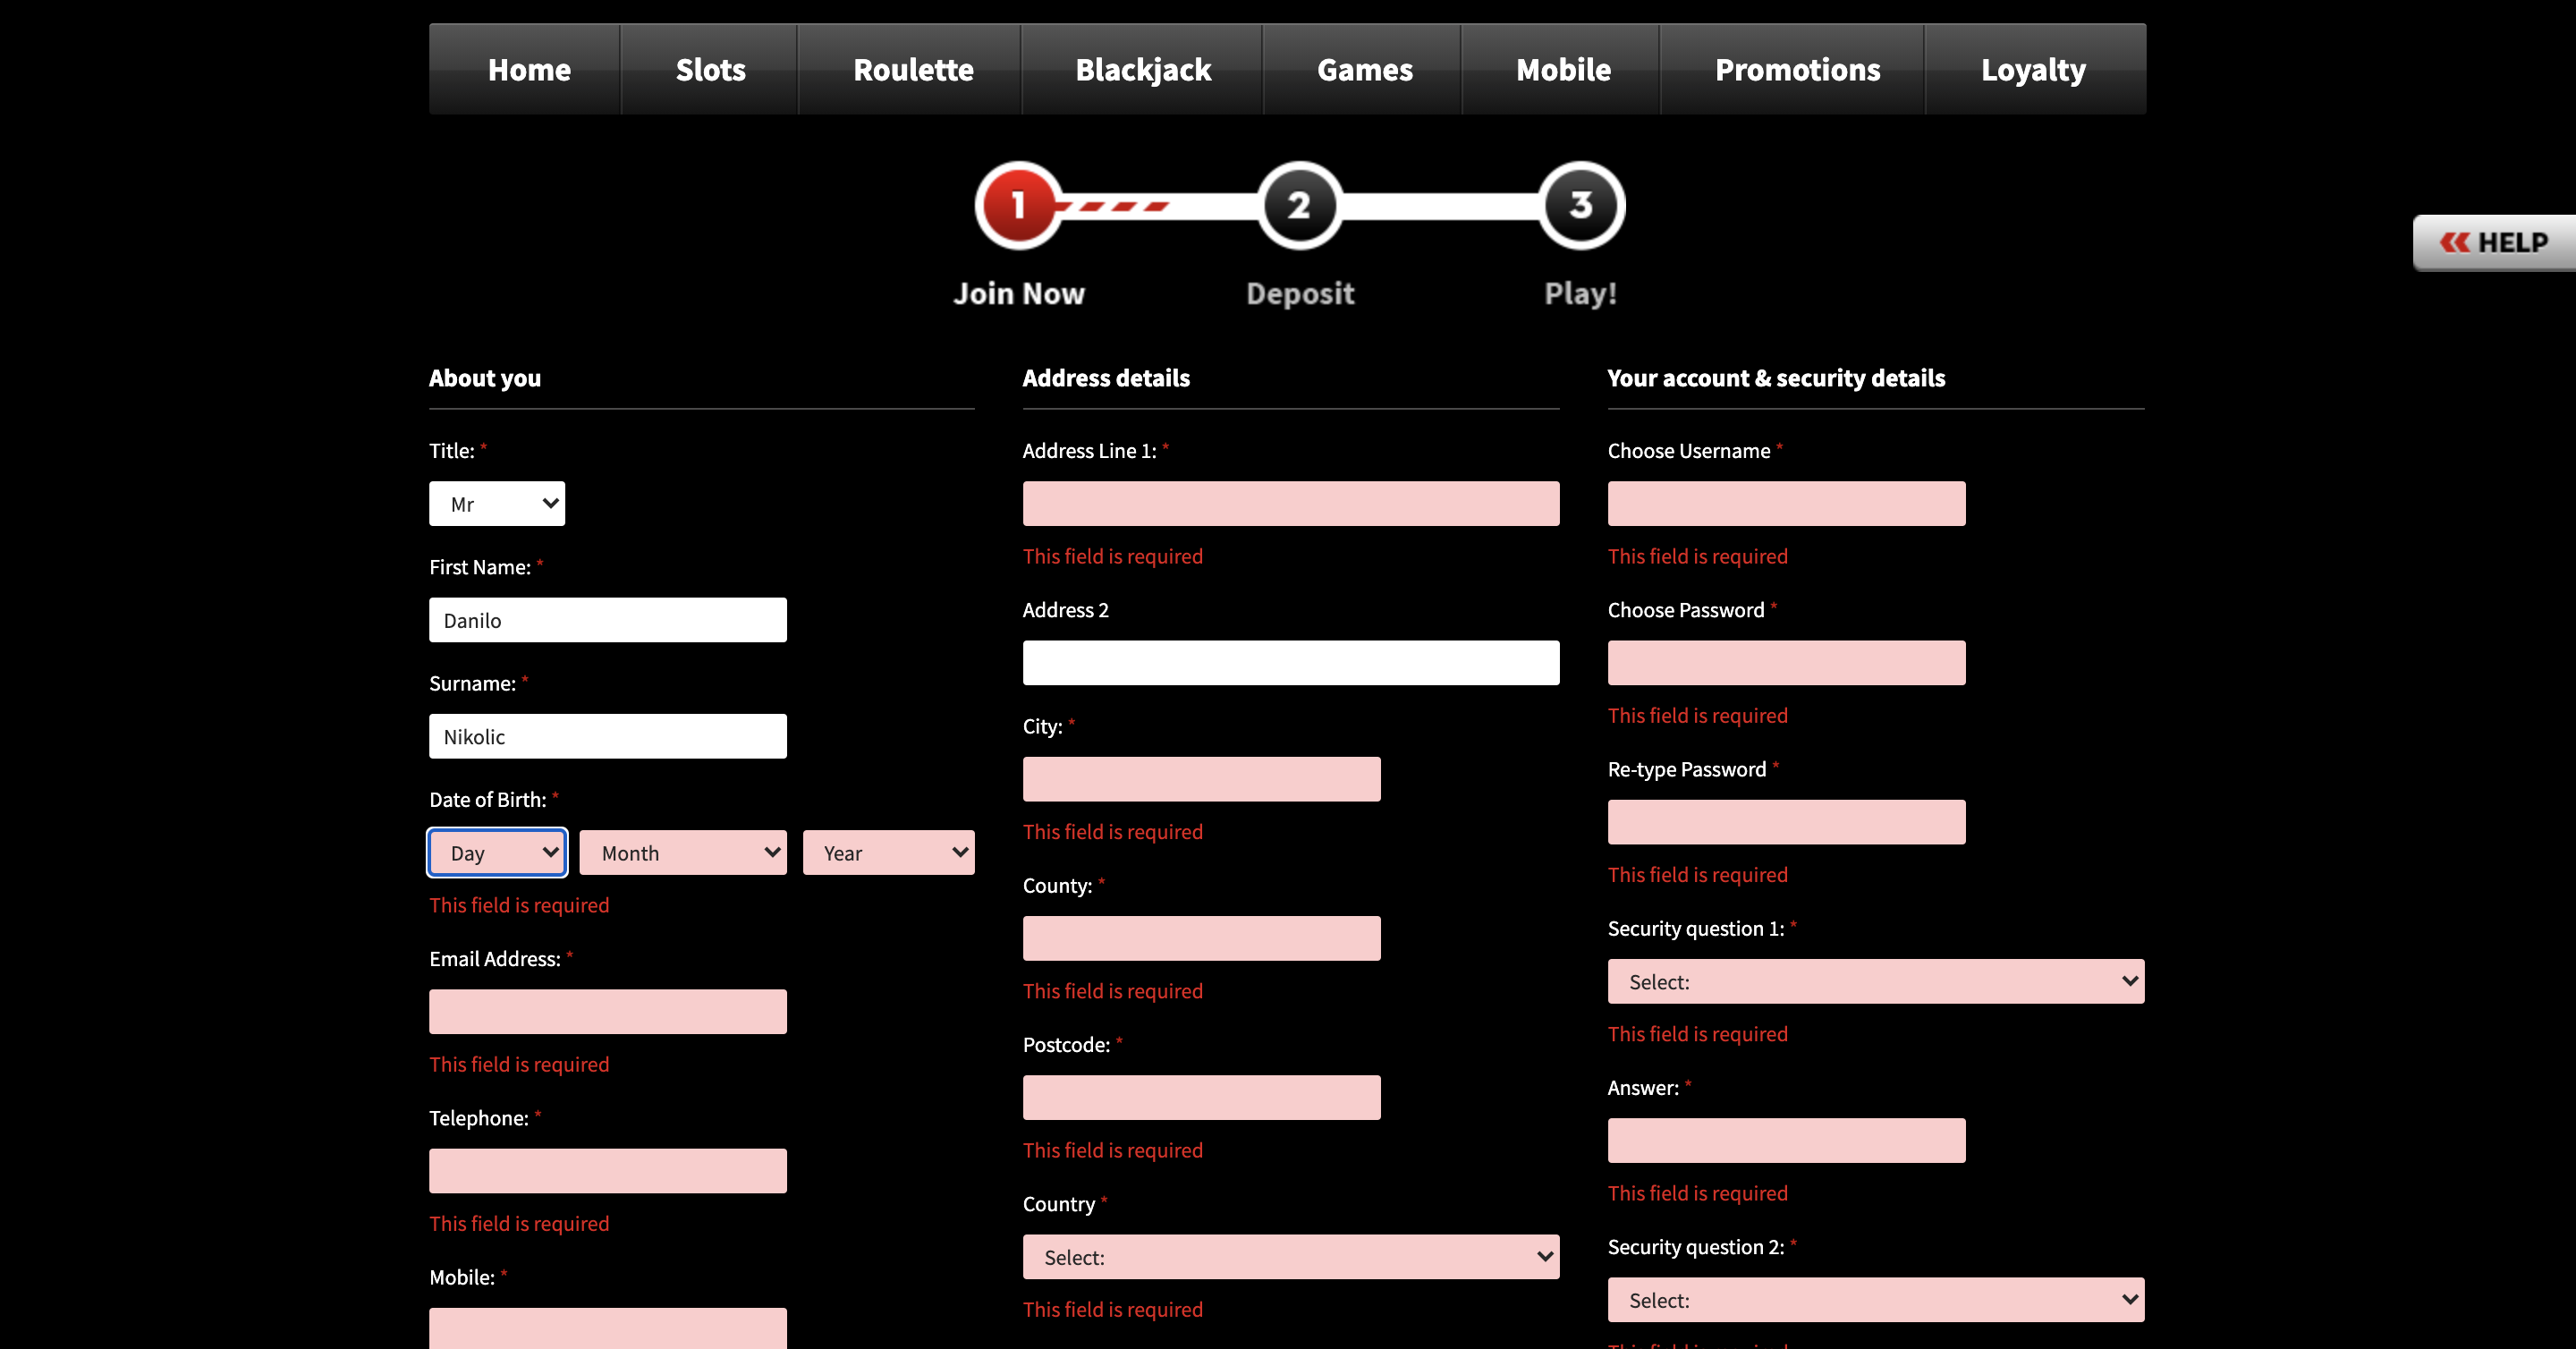 Home
Slots
Roulette
Blackjack
Games
Mobile
Promotions
Loyalty
1
2
3
Join Now
Deposit
Play!
HELP
About you
Title: *
Mr
First Name: *
Danilo
Surname: *
Nikolic
Date of Birth: *
Day
Month
Year
This field is required
Email Address: *
This field is required
Telephone: *
This field is required
Mobile: *
Address details
Address Line 1: *
This field is required
Address 2
City: *
This field is required
County: *
This field is required
Postcode: *
This field is required
Country *
Select:
This field is required
Your account & security details
Choose Username *
This field is required
Choose Password *
This field is required
Re-type Password *
This field is required
Security question 1: *
Select:
This field is required
Answer: *
This field is required
Security question 2: *
Select: